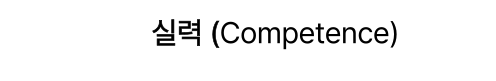 실력 (Competence)